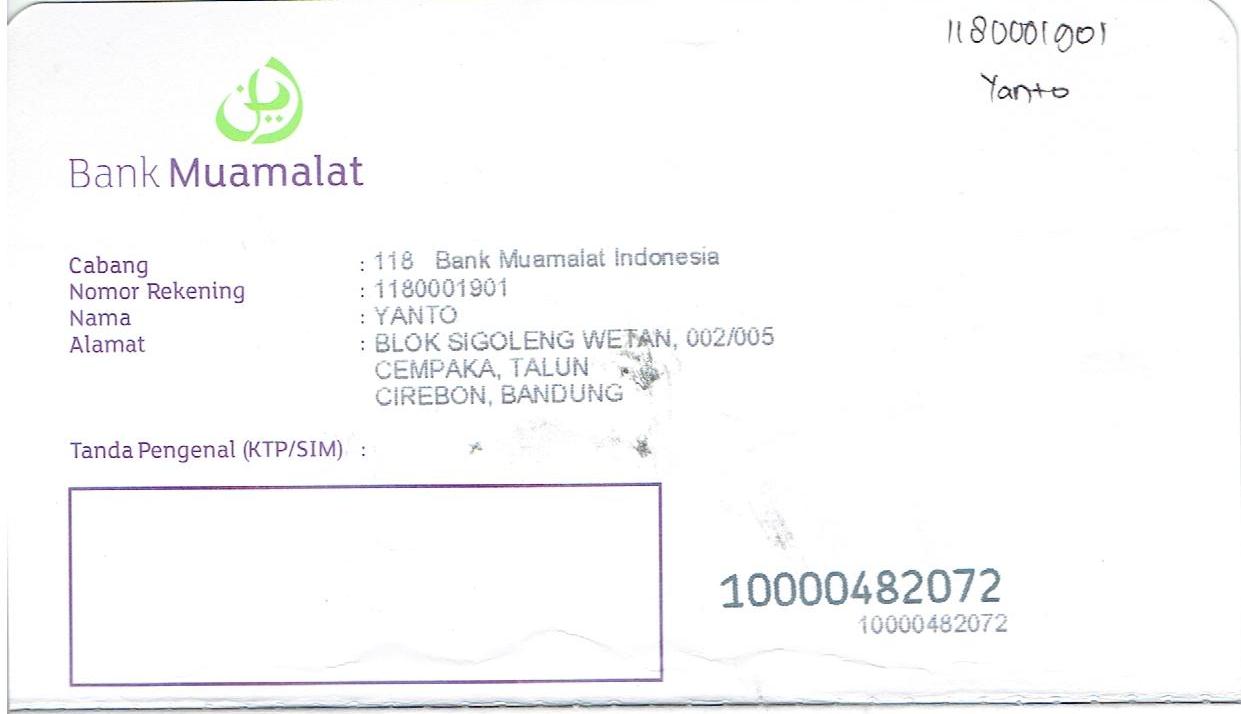 1180001901
Yanto
Bank Muamalat
Cabang : 118 Bank Muamalat Indonesia
Nomor Rekening : 1180001901
Nama : YANTO
Alamat : BLOK SIGOLENG WETAN, 002/005
CEMPAKA, TALUN
CIREBON, BANDUNG
Tanda Pengenal (KTP/SIM) :
10000482072
10000482072